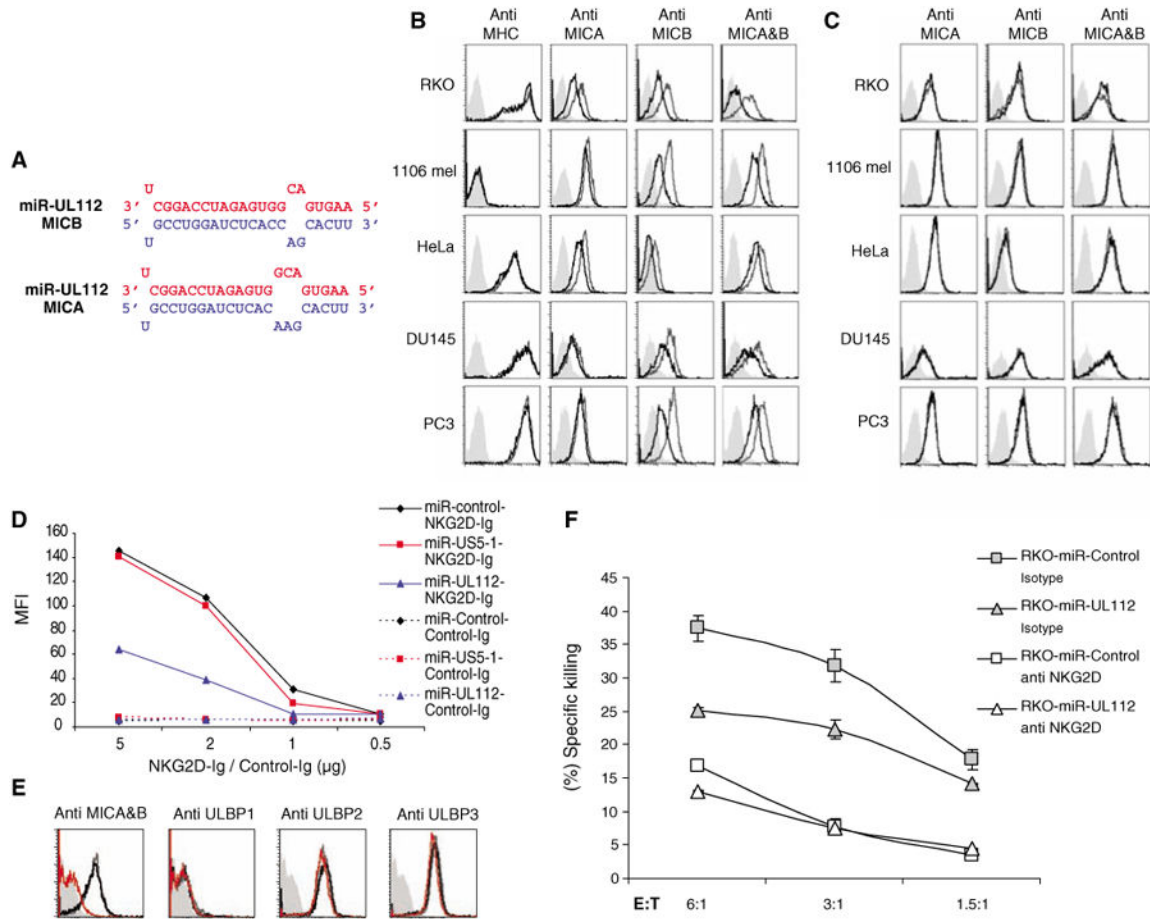 A
U CA
miR-UL112 3′ CGGACCUAGAGUGG GUGAA 5′
MICB 5′ GCCUGGAUCUCACC CACUU 3′
U AG
U GCA
miR-UL112 3′ CGGACCUAGAGUG GUGAA 5′
MICA 5′ GCCUGGAUCUCAC CACUU 3′
U AAG
B
Anti MHC
Anti MICA
Anti MICB
Anti MICA&B
RKO
1106 mel
HeLa
DU145
PC3
C
Anti MICA
Anti MICB
Anti MICA&B
RKO
1106 mel
HeLa
DU145
PC3
D
MFI
160
140
120
100
80
60
40
20
0
5 2 1 0.5
NKG2D-Ig / Control-Ig (µg)
miR-control-
NKG2D-Ig
miR-US5-1-
NKG2D-Ig
miR-UL112-
NKG2D-Ig
miR-Control-
Control-Ig
miR-US5-1-
Control-Ig
miR-UL112-
Control-Ig
E
Anti MICA&B Anti ULBP1 Anti ULBP2 Anti ULBP3
F
(%) Specific killing
45
40
35
30
25
20
15
10
5
0
E:T 6:1 3:1 1.5:1
RKO-miR-Control
Isotype
RKO-miR-UL112
Isotype
RKO-miR-Control
anti NKG2D
RKO-miR-UL112
anti NKG2D